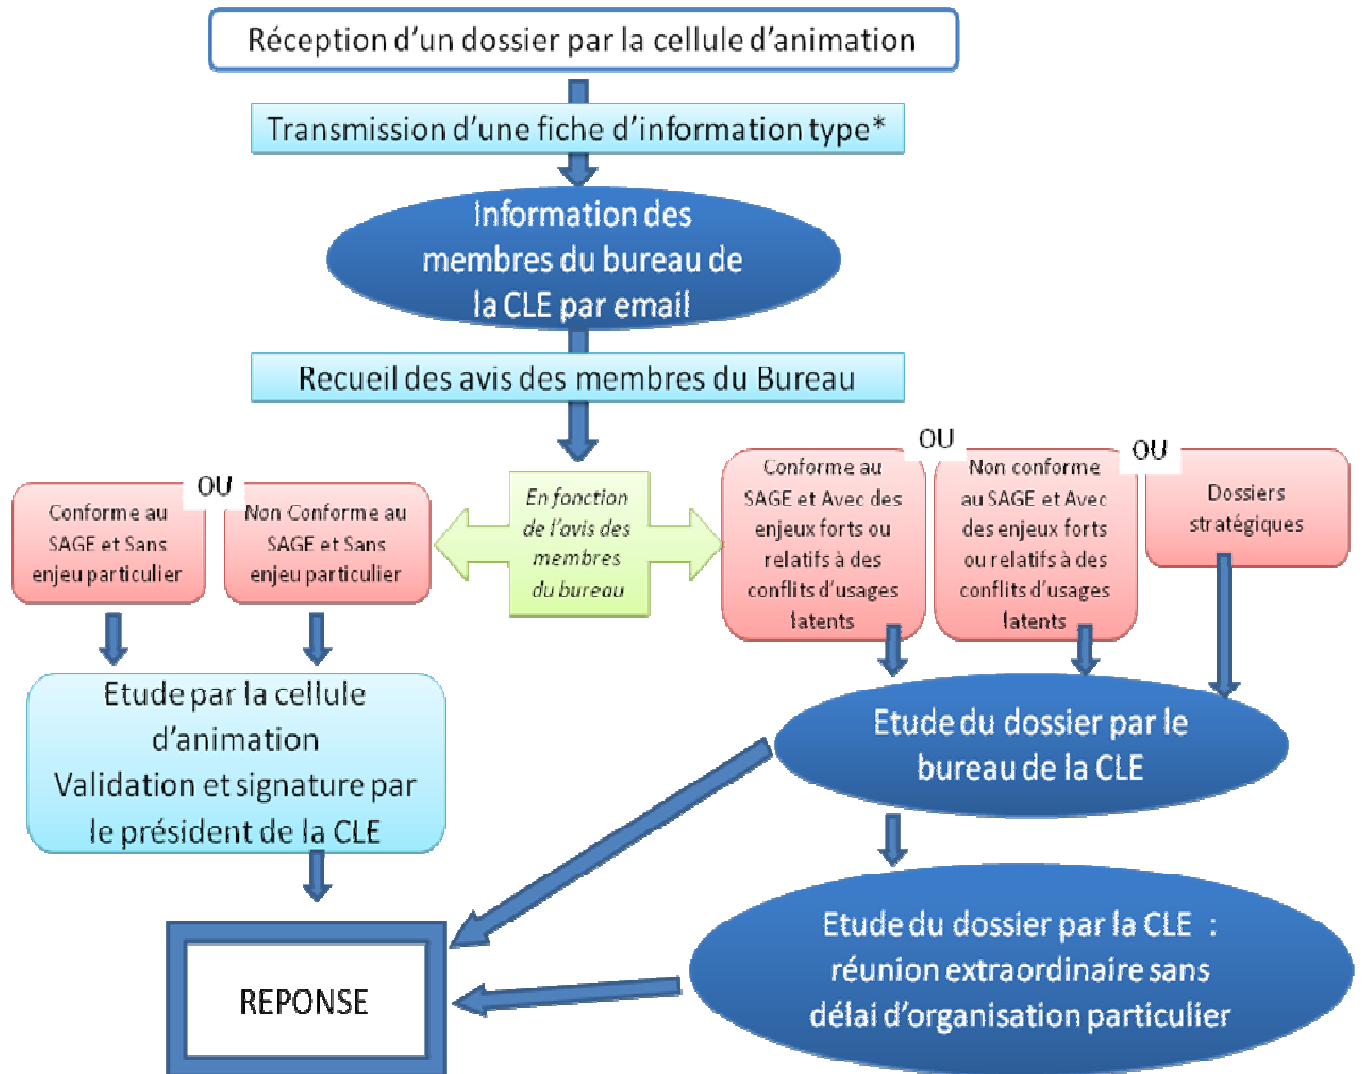 Réception d'un dossier par la cellule d'animation
Transmission d'une fiche d'information type*
Information des
membres du bureau de
la CLE par email
Recueil des avis des membres du Bureau
OU
Conforme au
SAGE et Sans
enjeu particulier
Non Conforme au
SAGE et Sans
enjeu particulier
En fonction
de l'avis des
membres
du bureau
OU
OU
Conforme au
SAGE et Avec des
enjeux forts ou
relatifs à des
conflits d'usages
latents
Non conforme
au SAGE et Avec
des enjeux forts
ou relatifs à des
conflits d'usages
latents
Dossiers
stratégiques
Etude par la cellule
d'animation
Validation et signature par
le président de la CLE
Etude du dossier par le
bureau de la CLE
Etude du dossier par la CLE :
réunion extraordinaire sans
délai d'organisation particulier
REPONSE